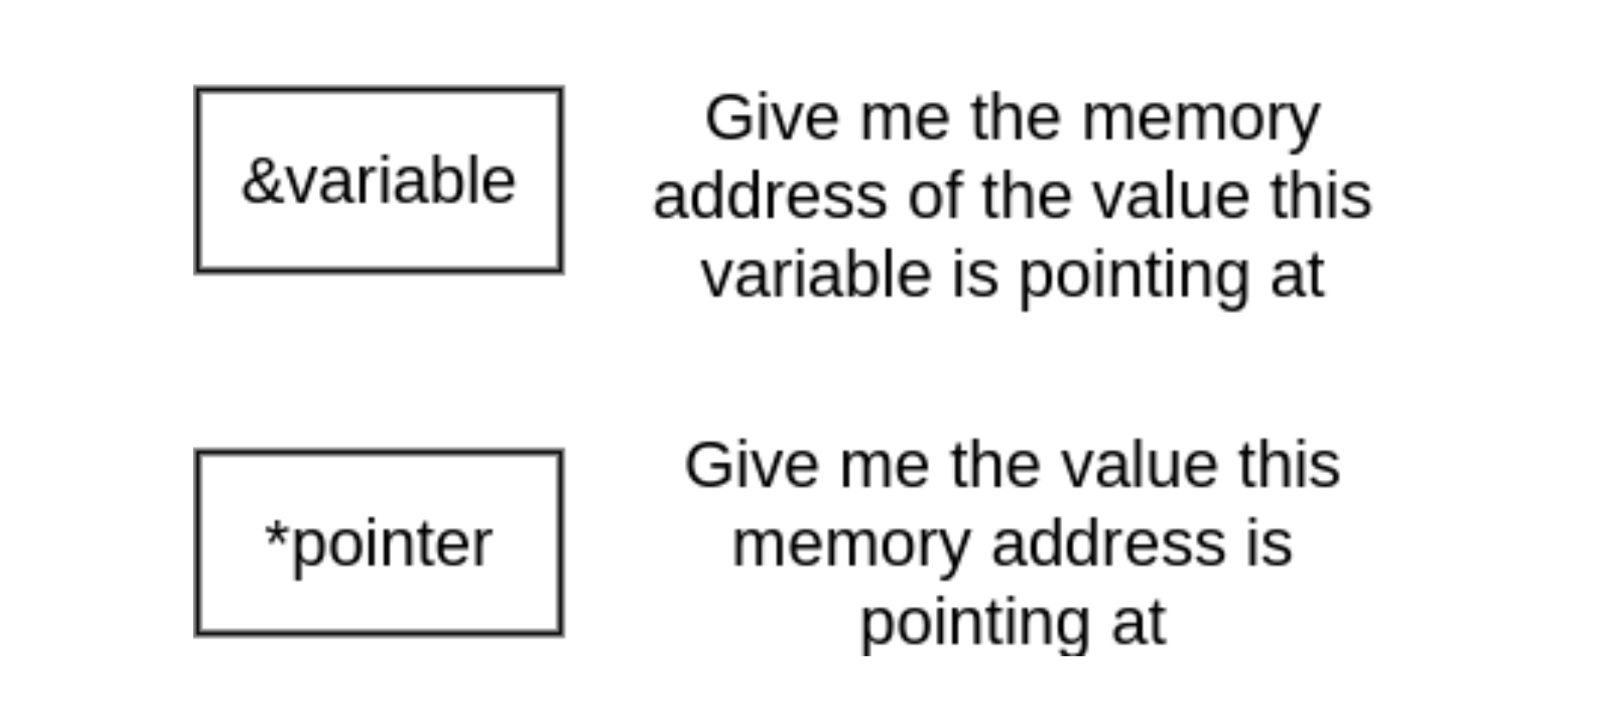 &variable
Give me the memory
address of the value this
variable is pointing at
*pointer
Give me the value this
memory address is
pointing at